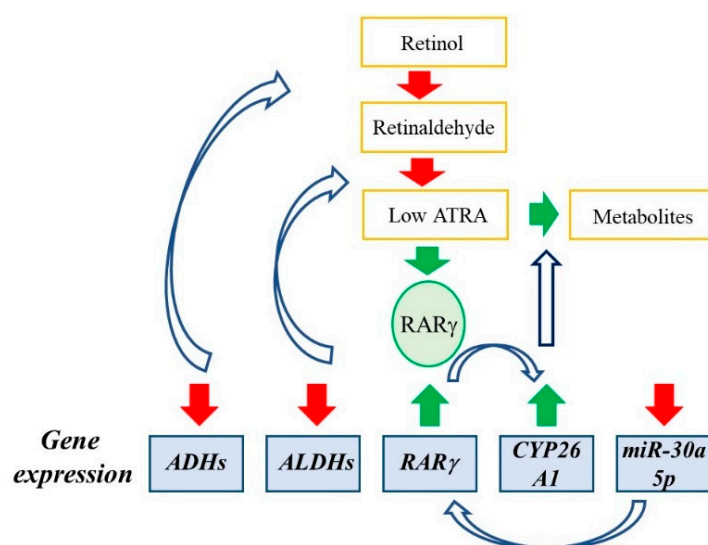 Retinol
Retinaldehyde
Low ATRA
Metabolites
RARγ
Gene
expression
ADHs
ALDHs
RARγ
CYP26
A1
miR-30a
5p